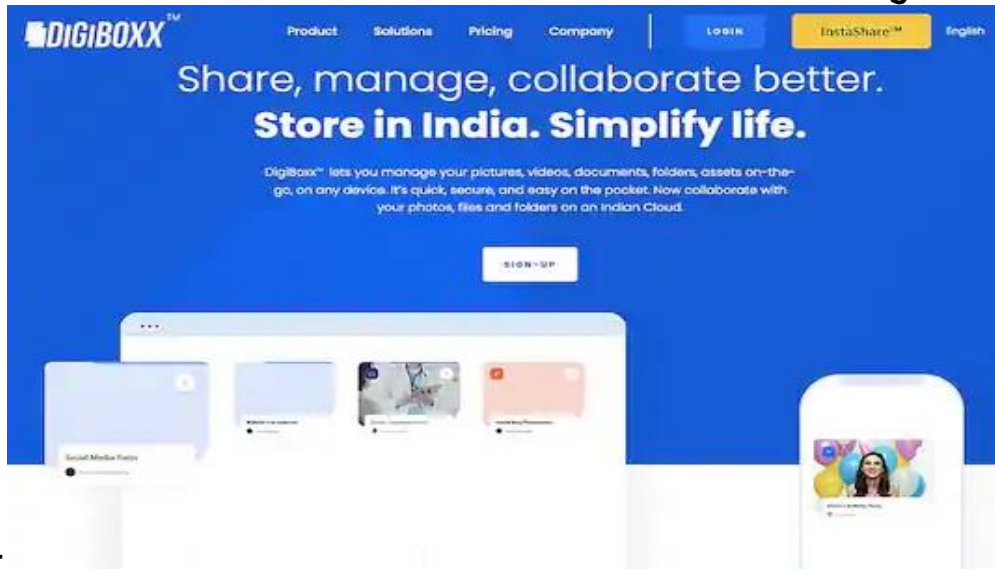 DIGIBOXX™
Product Solutions Pricing Company LOGIN InstaShare™ English
Share, manage, collaborate better.
Store in India. Simplify life.
DigiBoxx™ lets you manage your pictures, videos, documents, folders, assets on-the-
go, on any device. It's quick, secure, and easy on the pocket. Now collaborate with
your photos, files and folders on an Indian Cloud.
SIGN-UP
Social Media